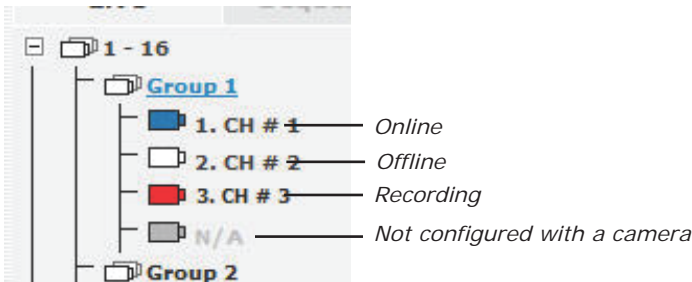 1 - 16
Group 1
1. CH # 1 Online
2. CH # 2 Offline
3. CH # 3 Recording
N/A Not configured with a camera
Group 2